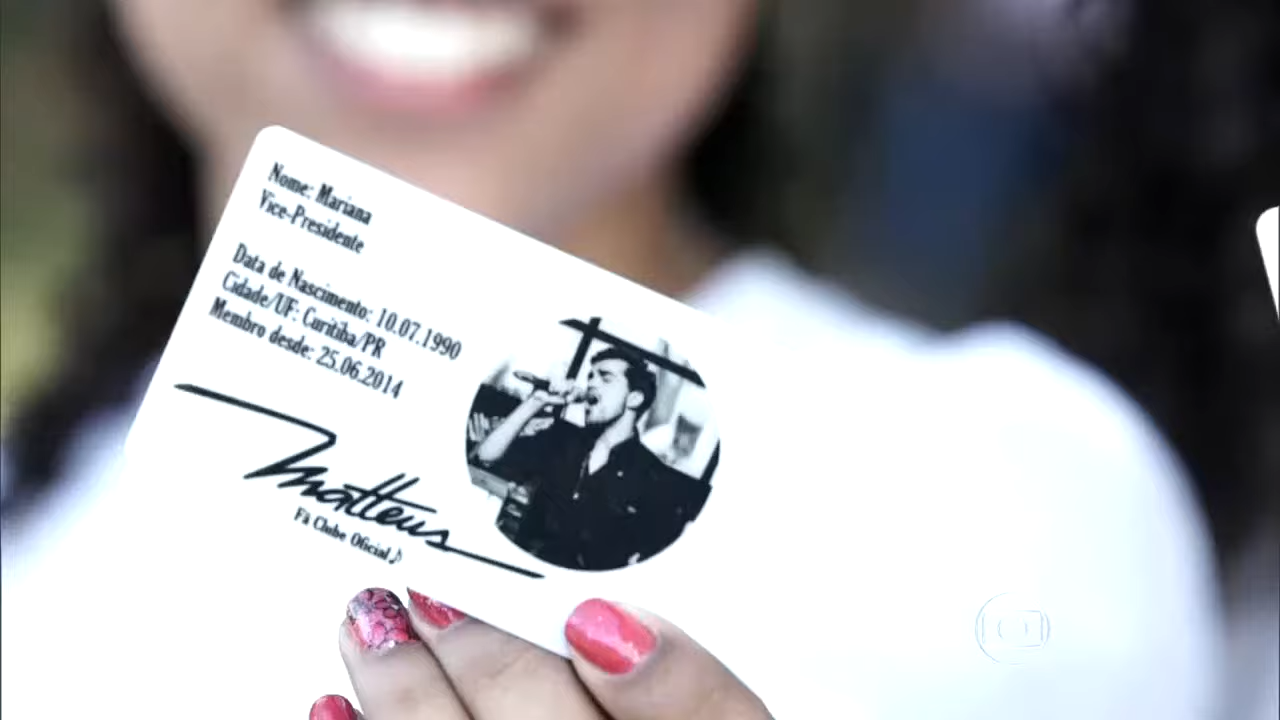 Nome: Mariana
Vice-Presidente
Data de Nascimento: 10.07.1990
Cidade/UF: Curitiba/PR
Membro desde: 25.06.2014
Matteus
Fã Clube Oficial